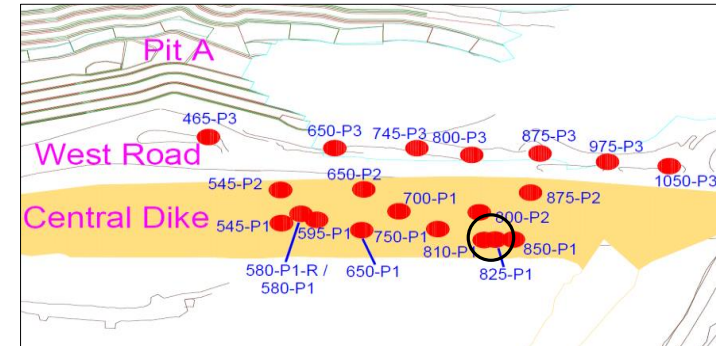 Pit A
465-P3
650-P3
745-P3
800-P3
875-P3
975-P3
1050-P3
West Road
545-P2
650-P2
700-P1
875-P2
Central Dike
545-P1
595-P1
750-P1
800-P2
810-P1
850-P1
580-P1-R /
580-P1
650-P1
825-P1